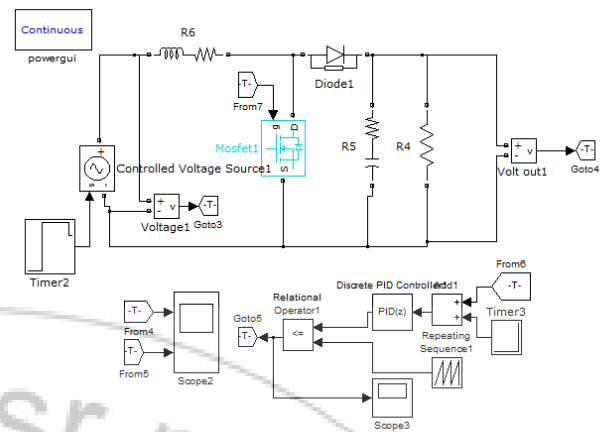 Continuous
powergui
R6
-T-
From7
Diode1
Mosfet1
g
D
S
R5
R4
+
-
v
Volt out1
-T-
Goto4
+
s
-
Controlled Voltage Source1
+
-
v
Voltage1
-T-
Goto3
Timer2
From6
-T-
Discrete PID Controller
Add1
PID(z)
+
+
Timer3
Relational
Operator1
<=
Goto5
-T-
Repeating
Sequence1
-T-
From4
-T-
From5
Scope2
Scope3